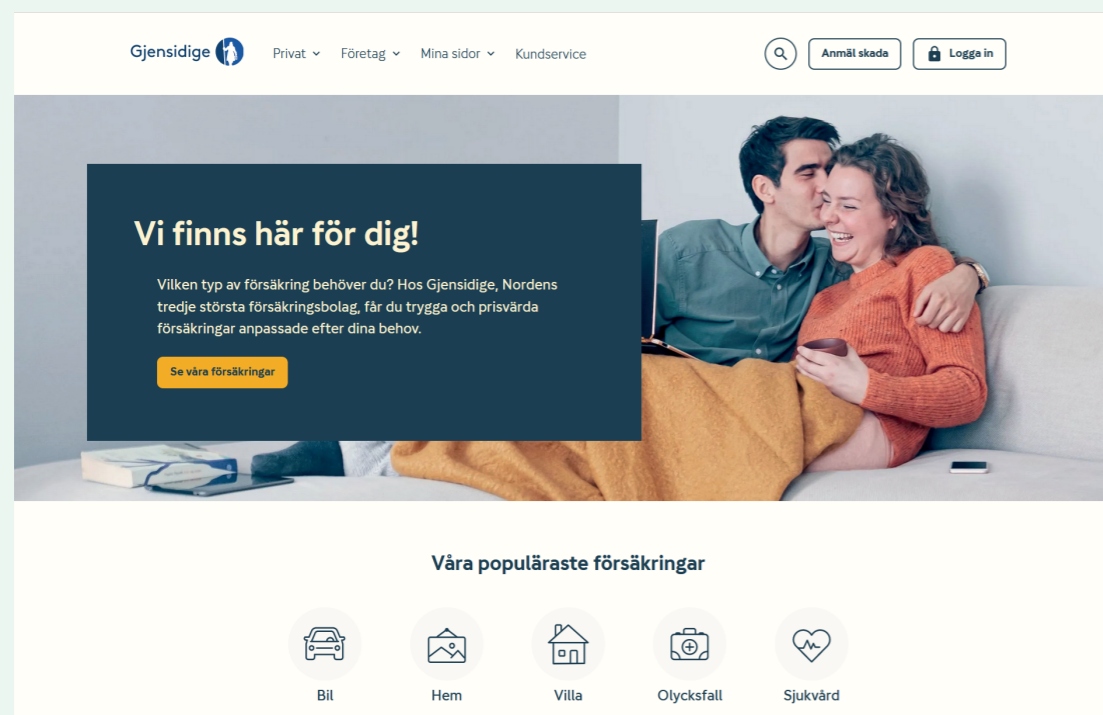 Gjensidige
Privat
Företag
Mina sidor
Kundservice
Anmäl skada
Logga in
Vi finns här för dig!
Vilken typ av försäkring behöver du? Hos Gjensidige, Nordens
tredje största försäkringsbolag, får du trygga och prisvärda
försäkringar anpassade efter dina behov.
Se våra försäkringar
Våra populäraste försäkringar
Bil
Hem
Villa
Olycksfall
Sjukvård